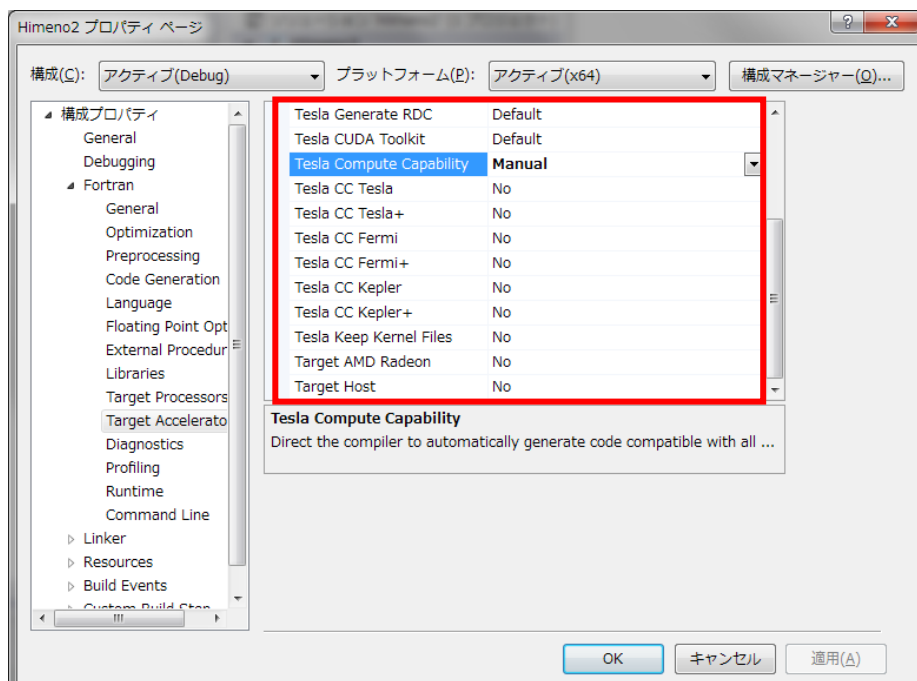 Himeno2 プロパティ ページ
構成(C): アクティブ(Debug) プラットフォーム(P): アクティブ(x64) 構成マネージャー(O)...
構成プロパティ
General
Debugging
Fortran
General
Optimization
Preprocessing
Code Generation
Language
Floating Point Opt
External Procedur
Libraries
Target Processors
Target Accelerato
Diagnostics
Profiling
Runtime
Command Line
Linker
Resources
Build Events
Custom Build Step
Tesla Generate RDC Default
Tesla CUDA Toolkit Default
Tesla Compute Capability Manual
Tesla CC Tesla No
Tesla CC Tesla+ No
Tesla CC Fermi No
Tesla CC Fermi+ No
Tesla CC Kepler No
Tesla CC Kepler+ No
Tesla Keep Kernel Files No
Target AMD Radeon No
Target Host No
Tesla Compute Capability
Direct the compiler to automatically generate code compatible with all ...
OK キャンセル 適用(A)